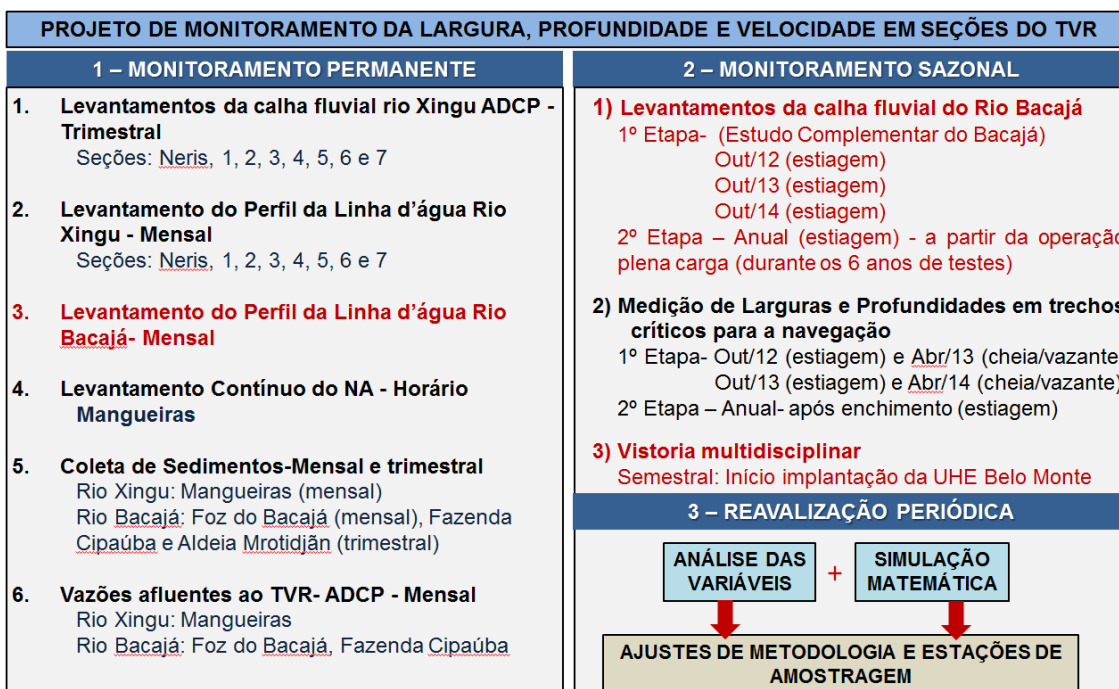 PROJETO DE MONITORAMENTO DA LARGURA, PROFUNDIDADE E VELOCIDADE EM SEÇÕES DO TVR
1 – MONITORAMENTO PERMANENTE
1. Levantamentos da calha fluvial rio Xingu ADCP -
Trimestral
Seções: Neris, 1, 2, 3, 4, 5, 6 e 7
2. Levantamento do Perfil da Linha d'água Rio
Xingu - Mensal
Seções: Neris, 1, 2, 3, 4, 5, 6 e 7
3. Levantamento do Perfil da Linha d'água Rio
Bacajá- Mensal
4. Levantamento Contínuo do NA - Horário
Mangueiras
5. Coleta de Sedimentos-Mensal e trimestral
Rio Xingu: Mangueiras (mensal)
Rio Bacajá: Foz do Bacajá (mensal), Fazenda
Cipaúba e Aldeia Mrotidjãn (trimestral)
6. Vazões afluentes ao TVR- ADCP - Mensal
Rio Xingu: Mangueiras
Rio Bacajá: Foz do Bacajá, Fazenda Cipaúba
2 – MONITORAMENTO SAZONAL
1) Levantamentos da calha fluvial do Rio Bacajá
1º Etapa- (Estudo Complementar do Bacajá)
Out/12 (estiagem)
Out/13 (estiagem)
Out/14 (estiagem)
2º Etapa – Anual (estiagem) - a partir da operação
plena carga (durante os 6 anos de testes)
2) Medição de Larguras e Profundidades em trechos
críticos para a navegação
1º Etapa- Out/12 (estiagem) e Abr/13 (cheia/vazante)
Out/13 (estiagem) e Abr/14 (cheia/vazante)
2º Etapa – Anual- após enchimento (estiagem)
3) Vistoria multidisciplinar
Semestral: Início implantação da UHE Belo Monte
3 – REAVALIZAÇÃO PERIÓDICA
ANÁLISE DAS
VARIÁVEIS
+
SIMULAÇÃO
MATEMÁTICA
AJUSTES DE METODOLOGIA E ESTAÇÕES DE
AMOSTRAGEM